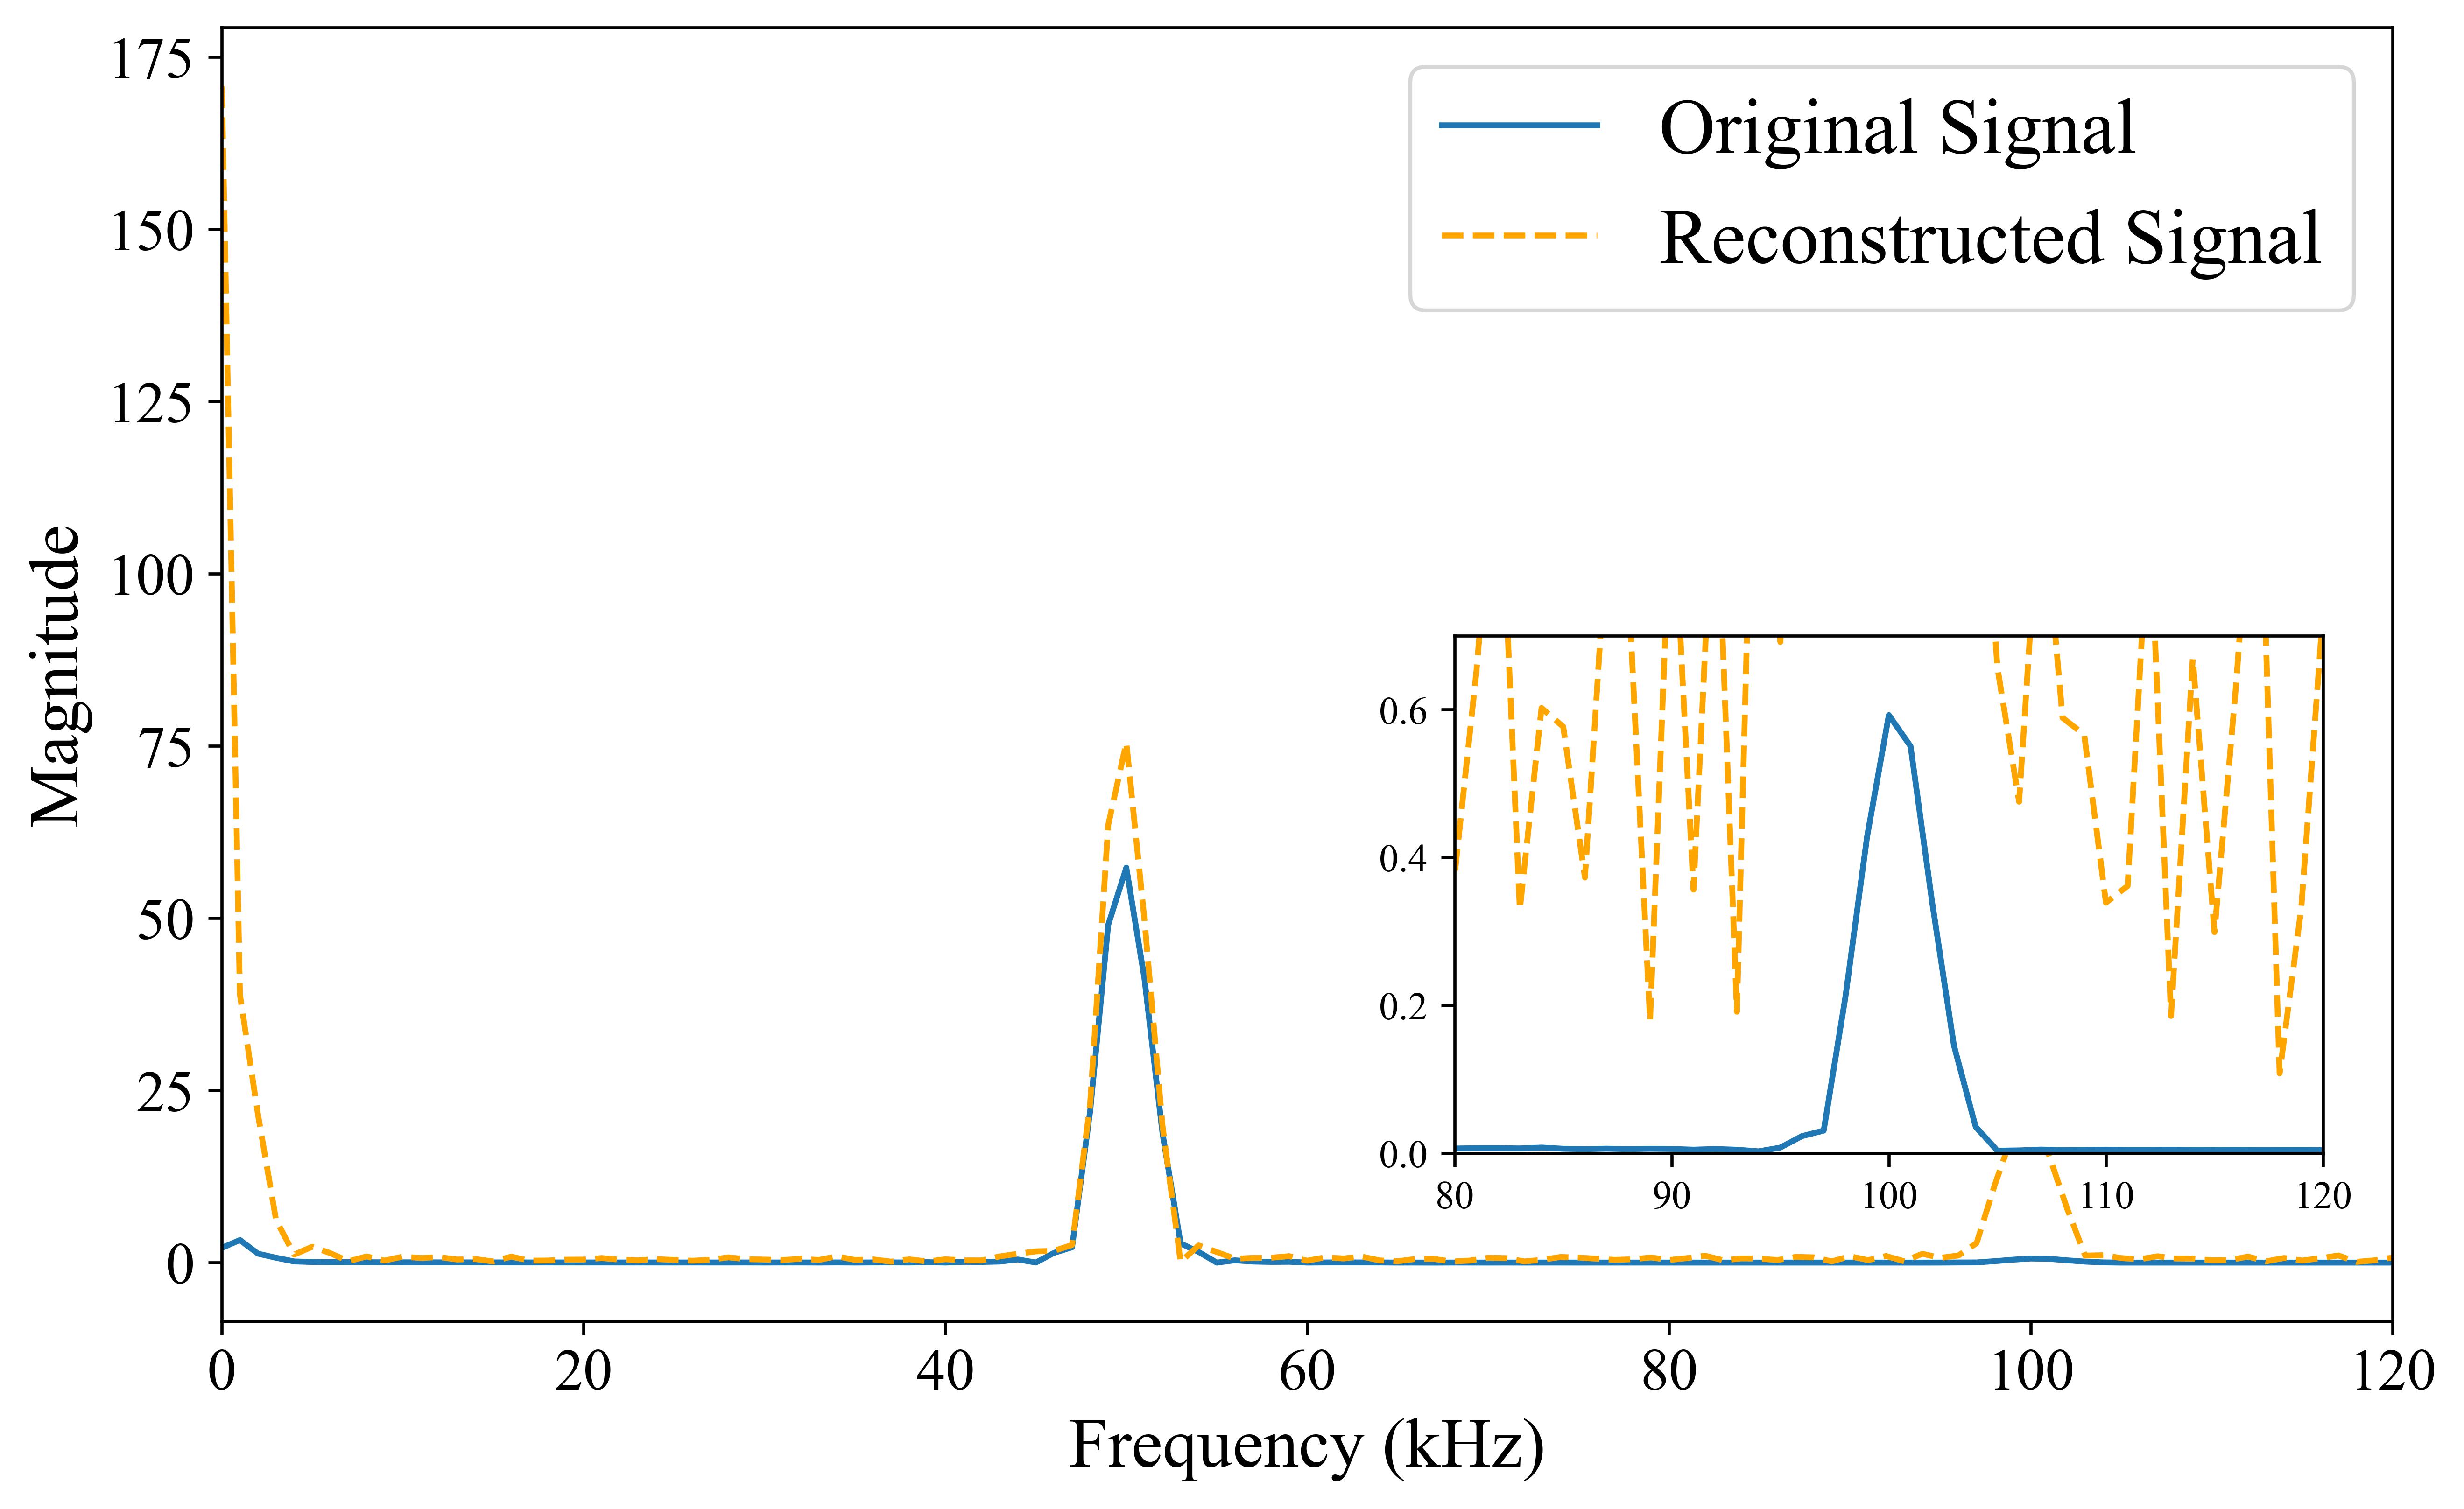 175
150
125
100
75
50
25
0
Magnitude
Original Signal
Reconstructed Signal
0.6
0.4
0.2
0.0
80 90 100 110 120
0 20 40 60 80 100 120
Frequency (kHz)